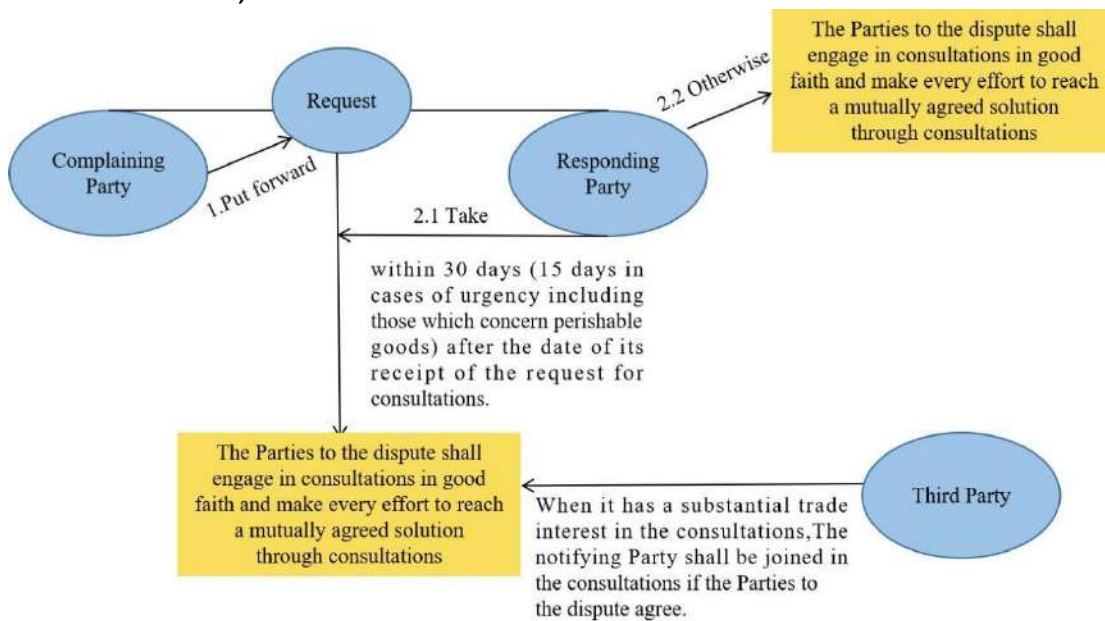 The Parties to the dispute shall
engage in consultations in good
faith and make every effort to reach
a mutually agreed solution
through consultations
2.2 Otherwise
Request
Complaining
Party
1.Put forward
Responding
Party
2.1 Take
within 30 days (15 days in
cases of urgency including
those which concern perishable
goods) after the date of its
receipt of the request for
consultations.
The Parties to the dispute shall
engage in consultations in good
faith and make every effort to reach
a mutually agreed solution
through consultations
Third Party
When it has a substantial trade
interest in the consultations,The
notifying Party shall be joined in
the consultations if the Parties to
the dispute agree.